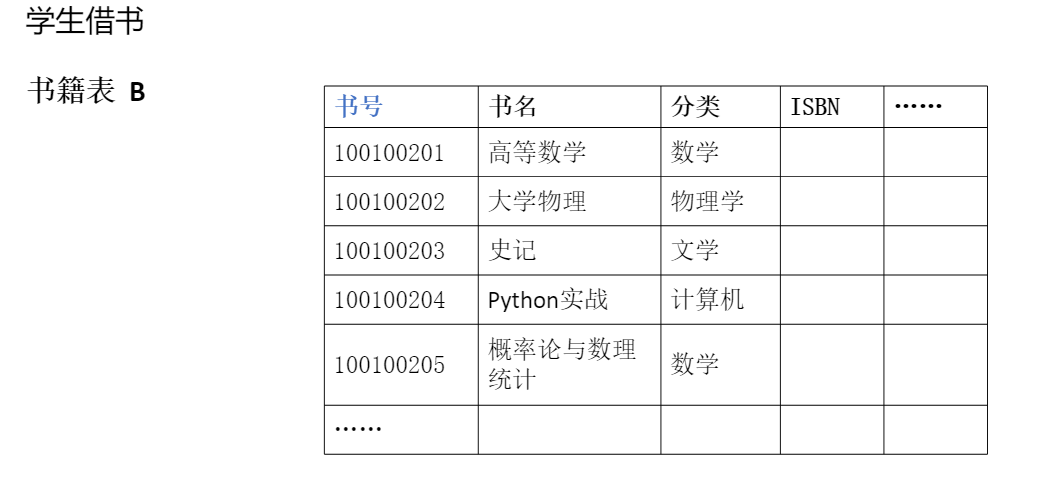 学生借书
书籍表 B
书号 书名 分类 ISBN ……
100100201 高等数学 数学
100100202 大学物理 物理学
100100203 史记 文学
100100204 Python实战 计算机
100100205 概率论与数理
统计 数学
……